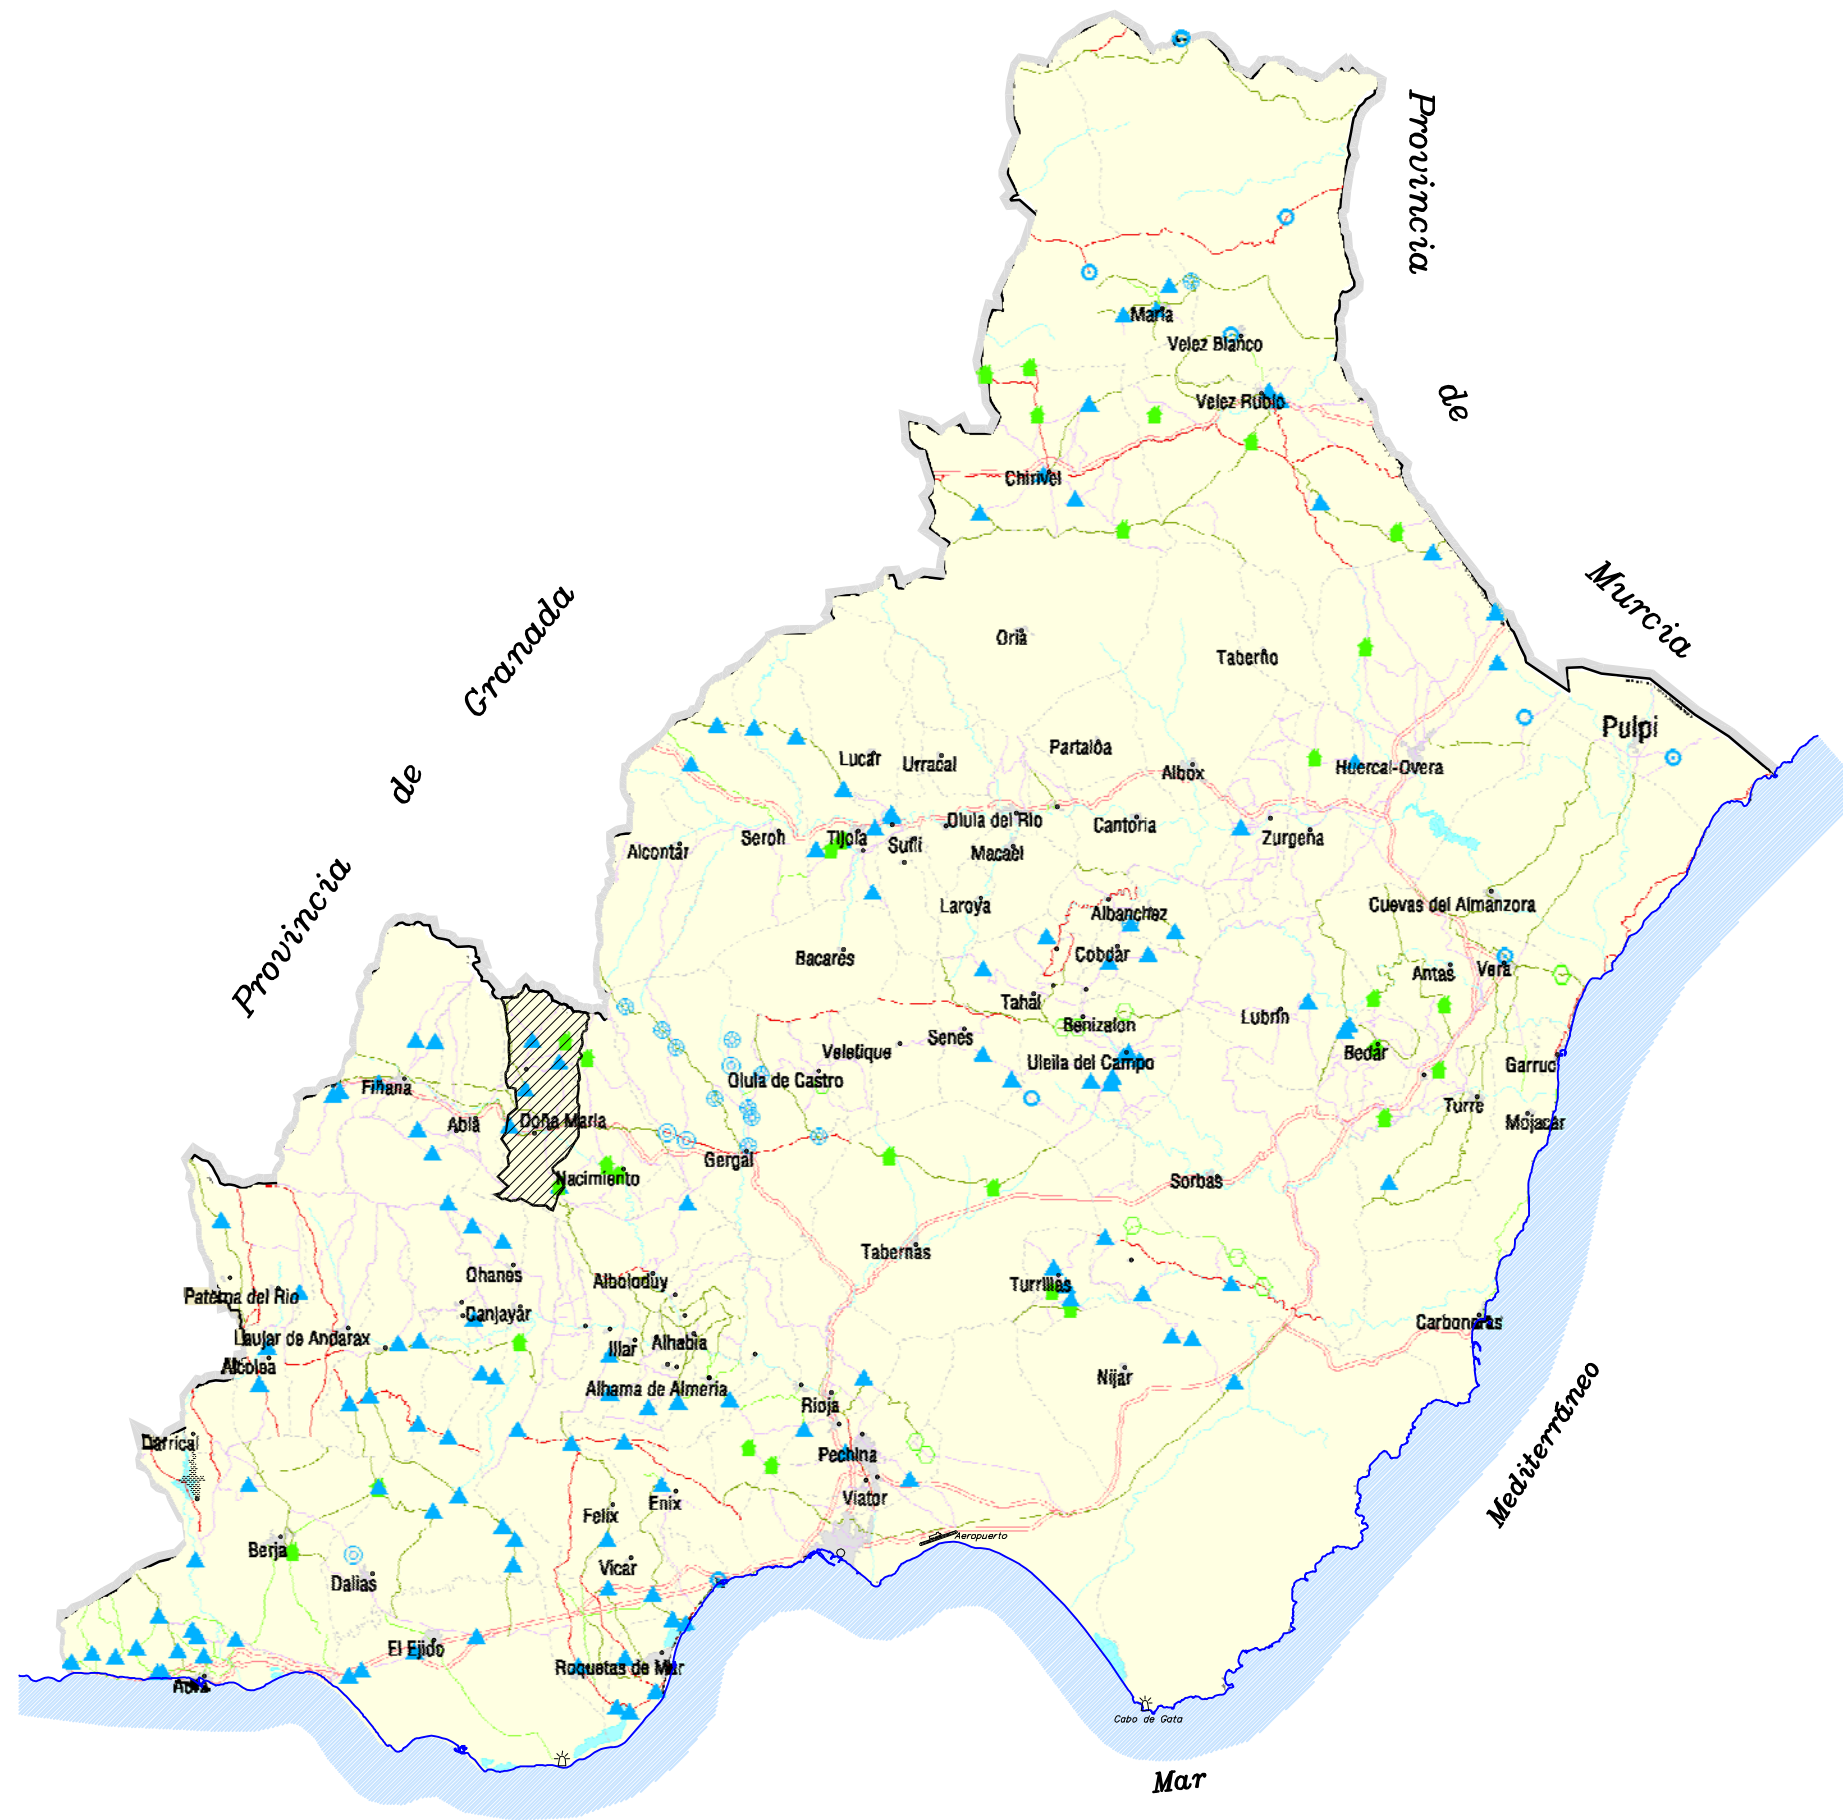 Provincia
de
Murcia
Provincia
de
Granada
Maria
Velez Blanco
Velez Rubio
Chirivel
Oria
Taberno
Pulpi
Partaloa
Lucar
Urracal
Albox
Huercal-Overa
Olula del Rio
Cantoria
Zurgena
Seron
Tijola
Sufli
Alcontar
Macael
Laroya
Albanchez
Cuevas del Almanzora
Bacares
Cobdar
Antas
Vera
Tahal
Benizalon
Lubrin
Senes
Velefique
Uleila del Campo
Bedar
Garruc
Olula de Castro
Fiñana
Abla
Doña Maria
Turre
Mojacar
Gergal
Nacimiento
Sorbas
Tabernas
Ohanes
Alboloduy
Turrillas
Paterna del Rio
Canjayar
Carboneras
Laujar de Andarax
Illar
Alhabia
Alcolea
Nijar
Alhama de Almeria
Rioja
Darrical
Pechina
Viator
Enix
Felix
Aeropuerto
Berja
Vicar
Dalias
El Ejido
Roquetas de Mar
Adra
Cabo de Gata
Mar
Mediterráneo